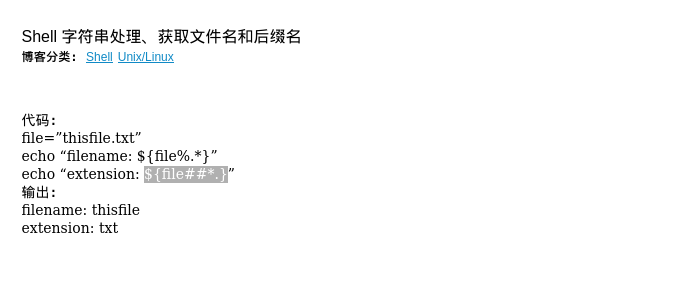 Shell 字符串处理、获取文件名和后缀名
博客分类： Shell Unix/Linux
代码：
file=”thisfile.txt”
echo “filename: ${file%.*}”
echo “extension: ${file##*.}”
输出：
filename: thisfile
extension: txt